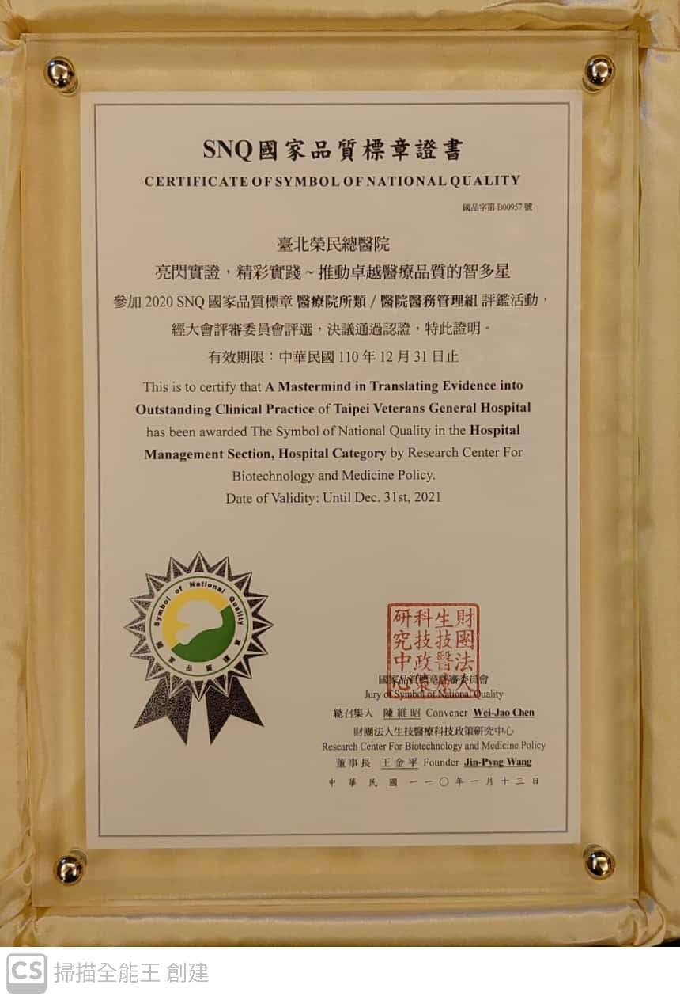 SNQ國家品質標章證書
CERTIFICATE OF SYMBOL OF NATIONAL QUALITY
國品字第 B00957 號
臺北榮民總醫院
亮閃實證，精彩實踐～推動卓越醫療品質的智多星
參加 2020 SNQ 國家品質標章 醫療院所類 / 醫院醫務管理組 評鑑活動，
經大會評審委員會評選，決議通過認證，特此證明。
有效期限：中華民國 110 年 12 月 31 日止
This is to certify that A Mastermind in Translating Evidence into
Outstanding Clinical Practice of Taipei Veterans General Hospital
has been awarded The Symbol of National Quality in the Hospital
Management Section, Hospital Category by Research Center For
Biotechnology and Medicine Policy.
Date of Validity: Until Dec. 31st, 2021
Symbol of National Quality
國家品質標章
財團法人
生技醫療
科技政策
研究中心
國家品質標章評審委員會
Jury of Symbol of National Quality
總召集人 陳維昭 Convener Wei-Jao Chen
財團法人生技醫療科技政策研究中心
Research Center For Biotechnology and Medicine Policy
董事長 王金平 Founder Jin-Pyng Wang
中華民國一一〇年一月十三日
CS 掃描全能王 創建